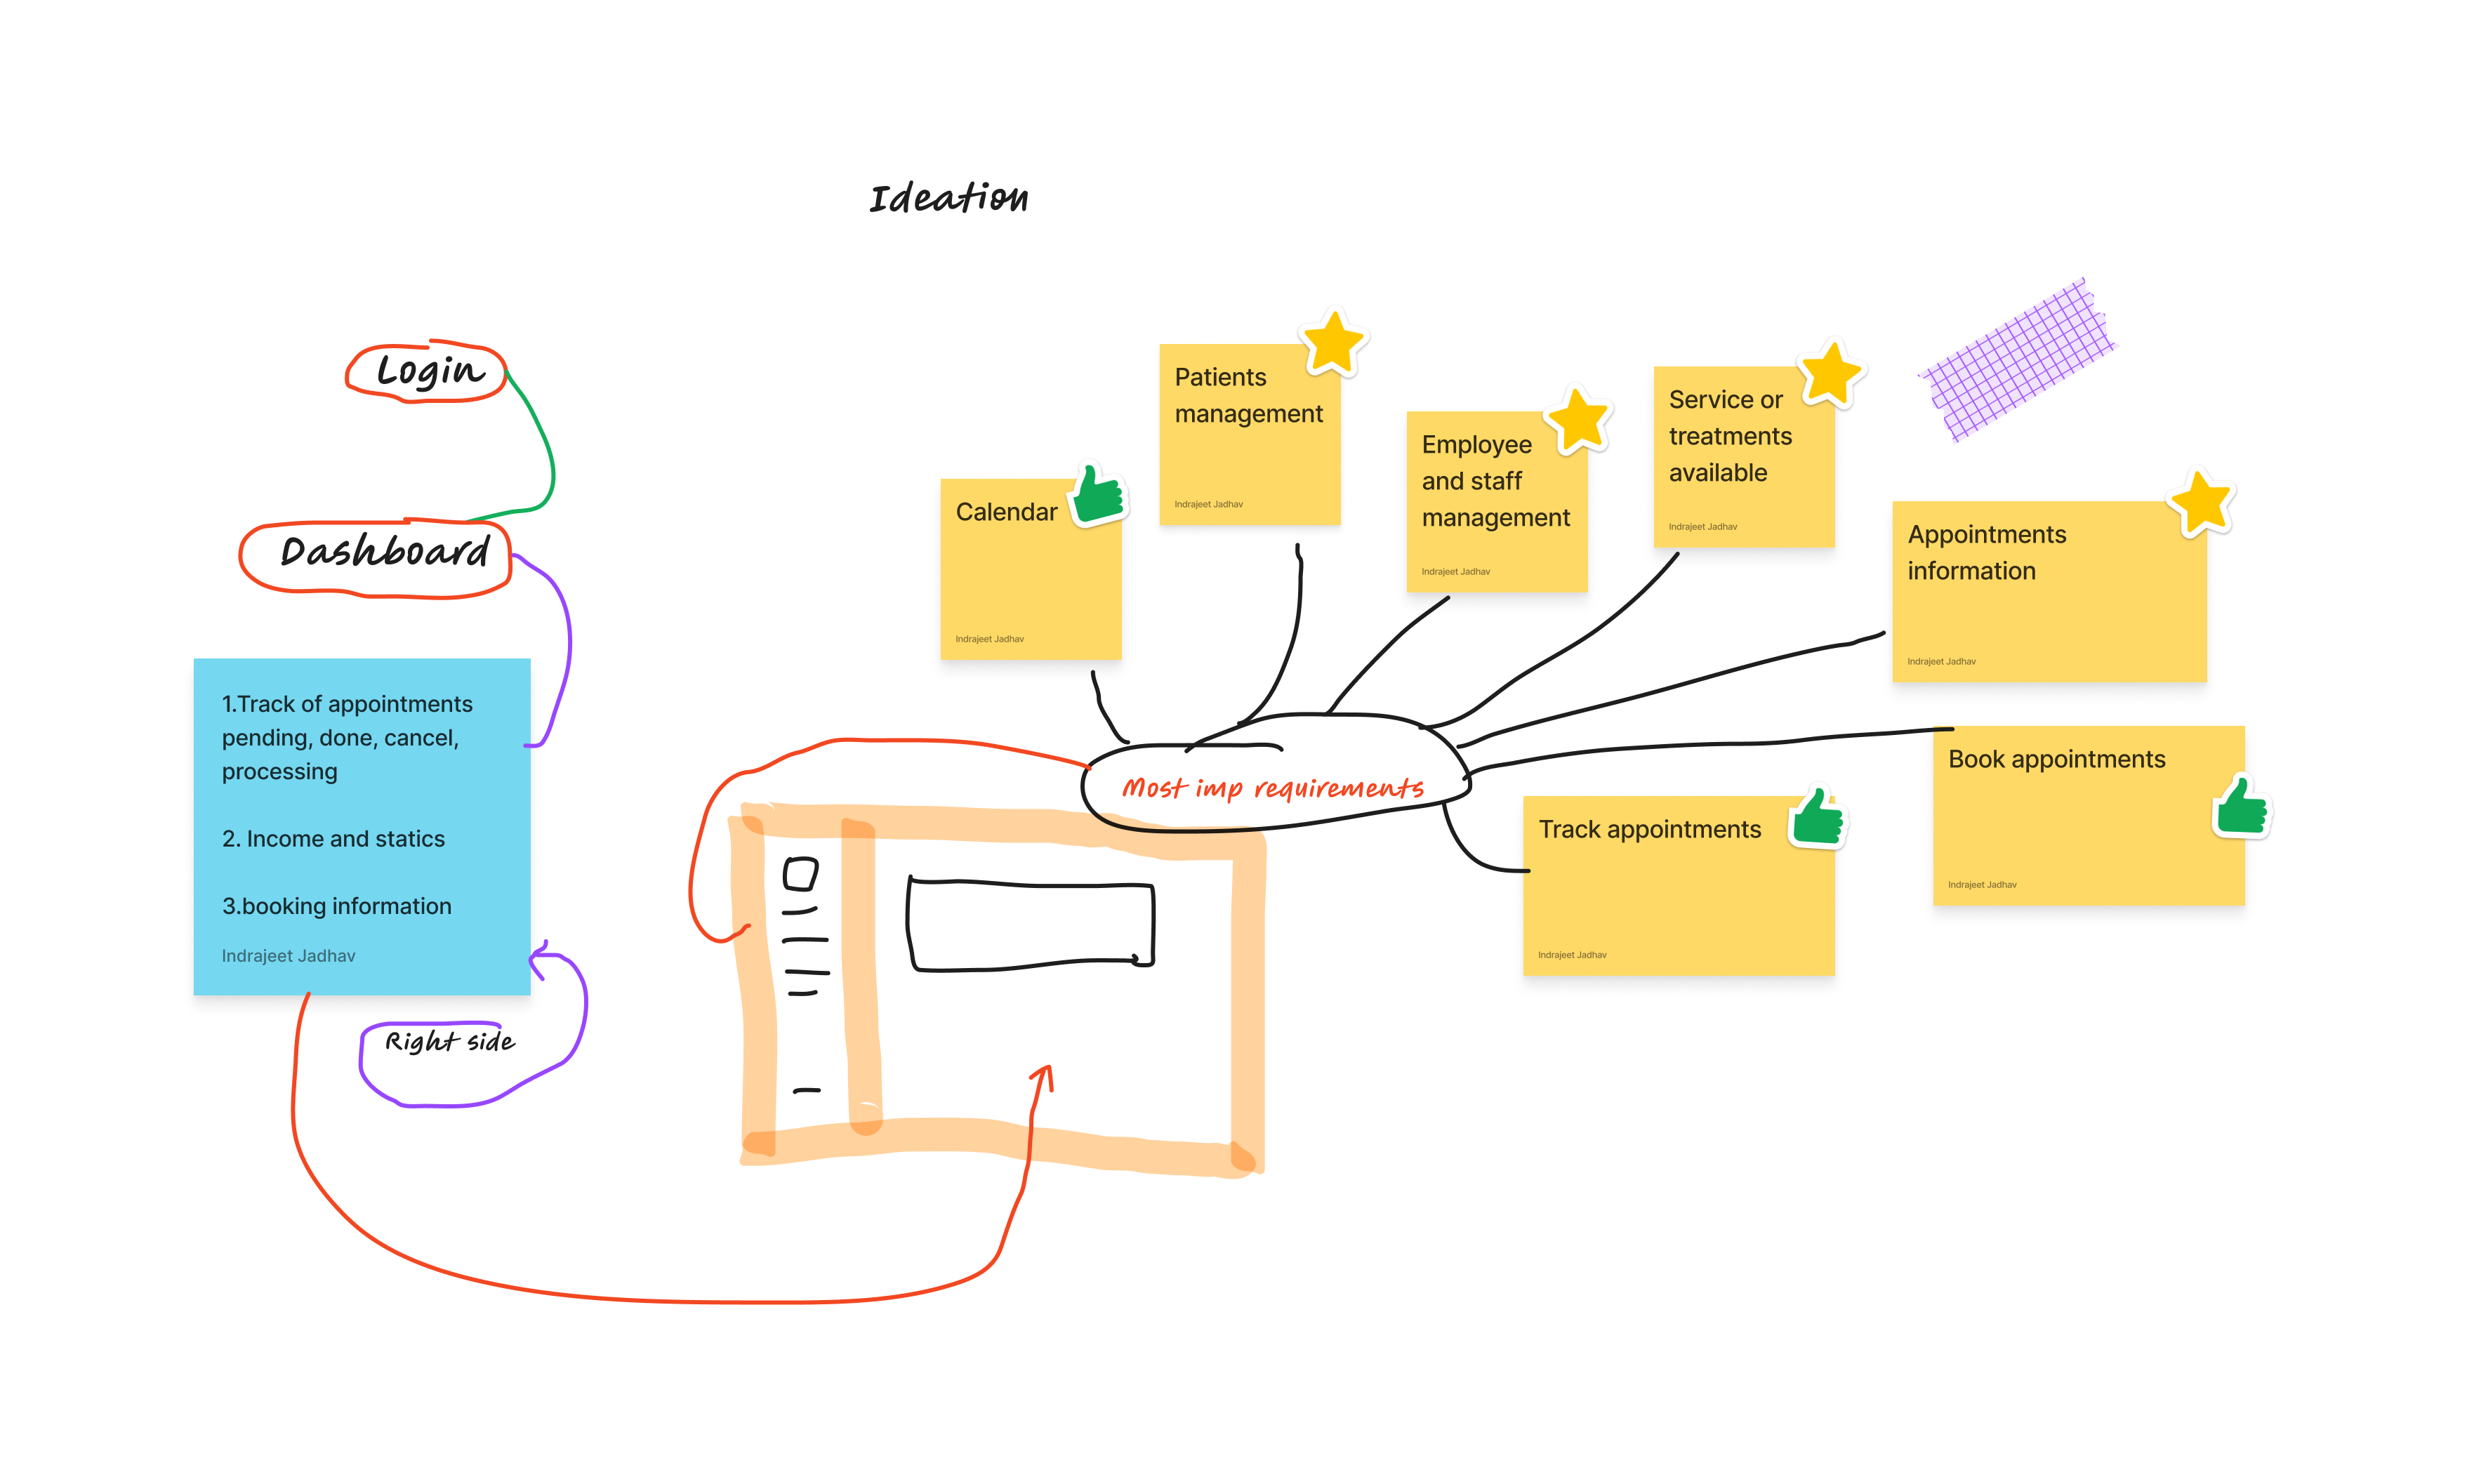 Ideation
Login
Dashboard
1.Track of appointments
pending, done, cancel,
processing
2. Income and statics
3.booking information
Indrajeet Jadhav
Right side
Calendar
Indrajeet Jadhav
Patients
management
Indrajeet Jadhav
Employee
and staff
management
Indrajeet Jadhav
Service or
treatments
available
Indrajeet Jadhav
Appointments
information
Indrajeet Jadhav
Most imp requirements
Book appointments
Indrajeet Jadhav
Track appointments
Indrajeet Jadhav